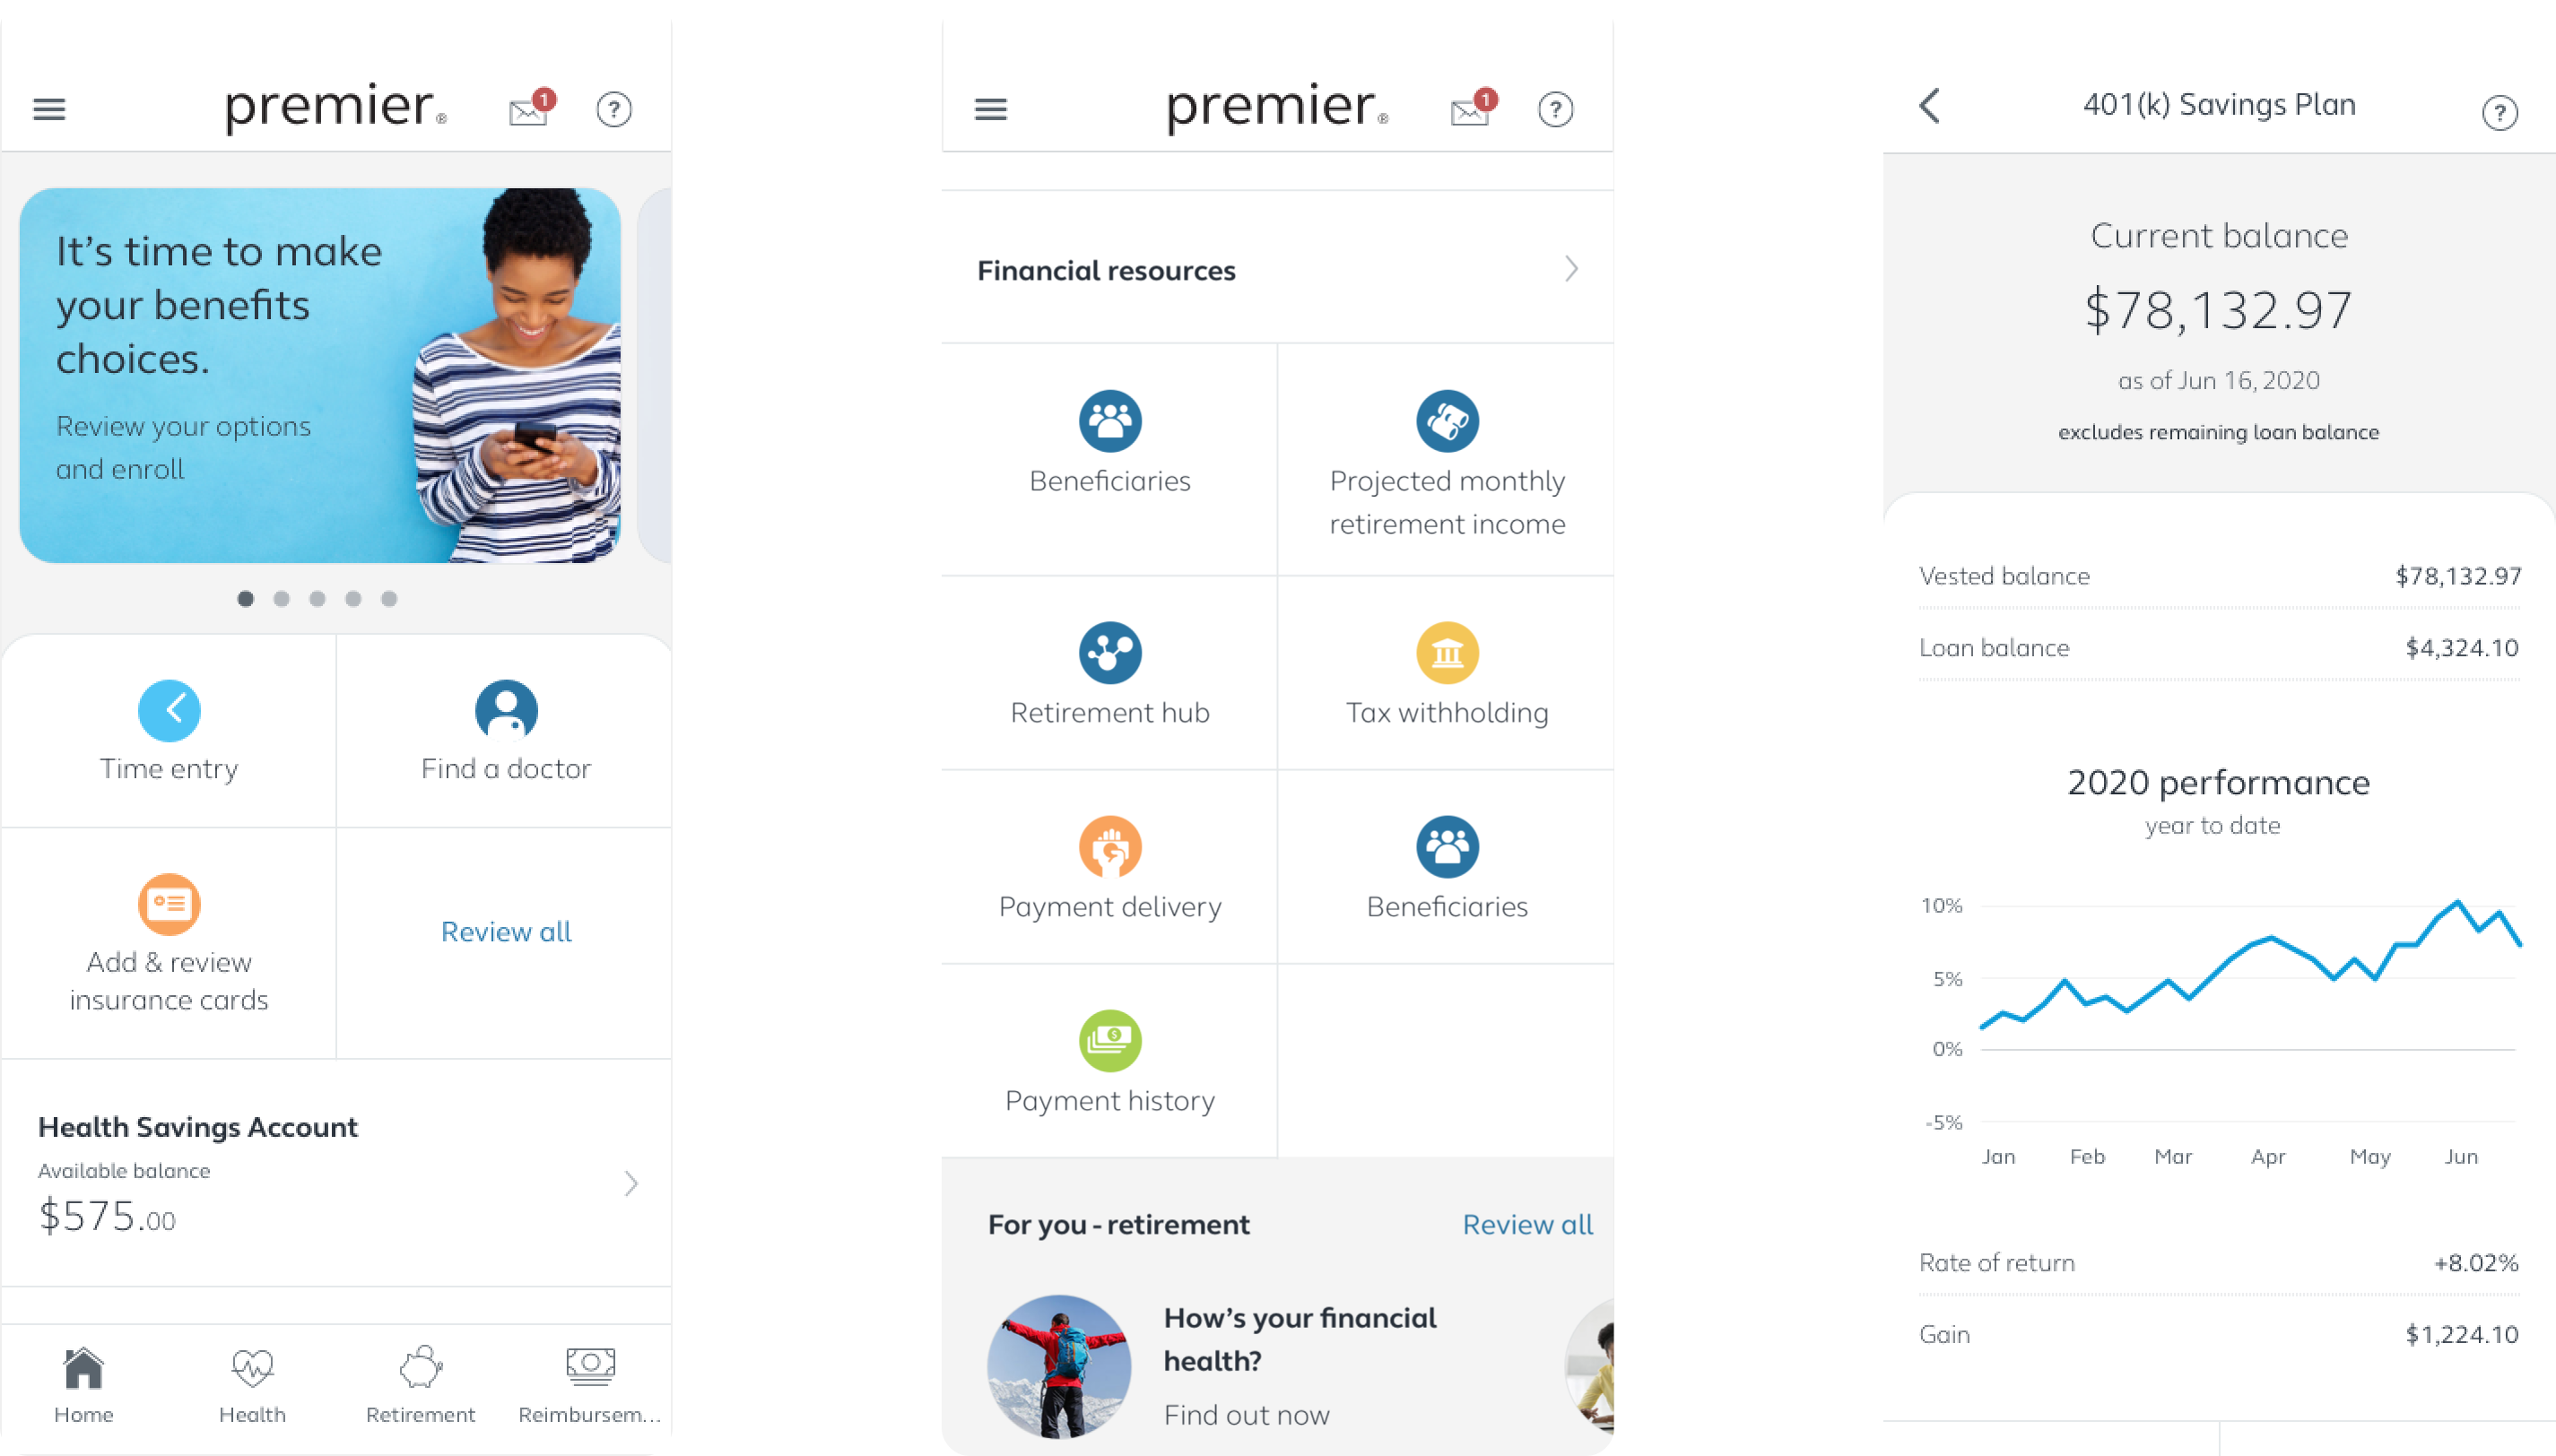 premier®
1
?
It's time to make
your benefits
choices.
Review your options
and enroll
Time entry
Find a doctor
Add & review
insurance cards
Review all
Health Savings Account
Available balance
$575.00
Home
Health
Retirement
Reimbursem...
premier®
1
?
Financial resources
Beneficiaries
Projected monthly
retirement income
Retirement hub
Tax withholding
Payment delivery
Beneficiaries
$
Payment history
For you - retirement
Review all
How's your financial
health?
Find out now
401(k) Savings Plan
?
Current balance
$78,132.97
as of Jun 16, 2020
excludes remaining loan balance
Vested balance $78,132.97
Loan balance $4,324.10
2020 performance
year to date
10%
5%
0%
-5%
Jan Feb Mar Apr May Jun
Rate of return +8.02%
Gain $1,224.10